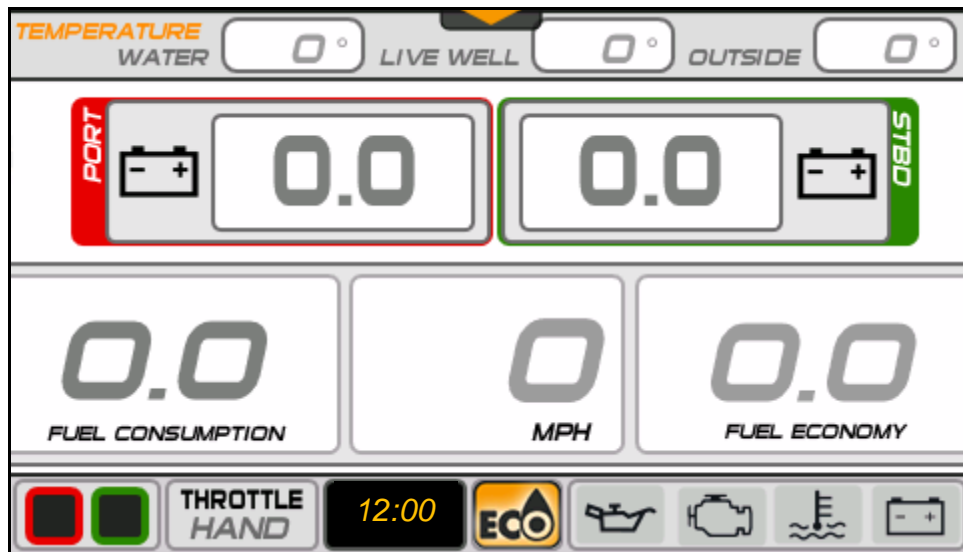 TEMPERATURE
WATER 0° LIVE WELL 0° OUTSIDE 0°
PORT - + 0.0 0.0 - + STBD
0.0 0 0.0
FUEL CONSUMPTION MPH FUEL ECONOMY
THROTTLE
HAND
12:00
ECO
- +